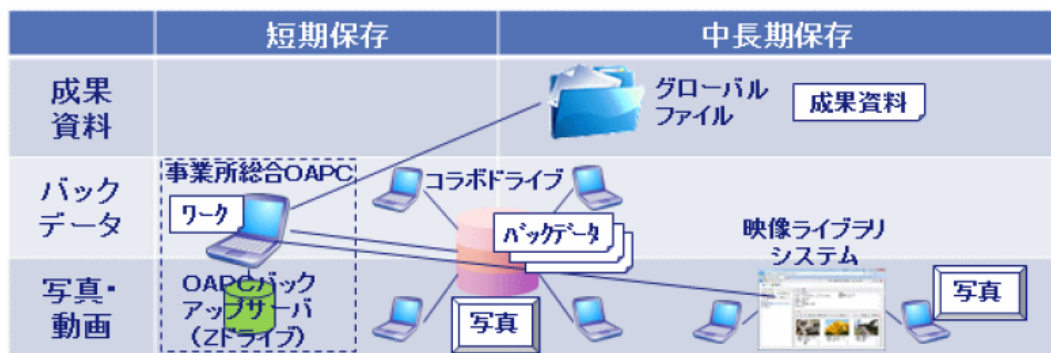 短期保存
中長期保存
成果
資料
グローバル
ファイル
成果資料
バック
データ
事業所総合OAPC
ワーク
コラボドライブ
バックデータ
映像ライブラリ
システム
写真・
動画
OAPCバック
アップサーバ
(Zドライブ)
写真
写真